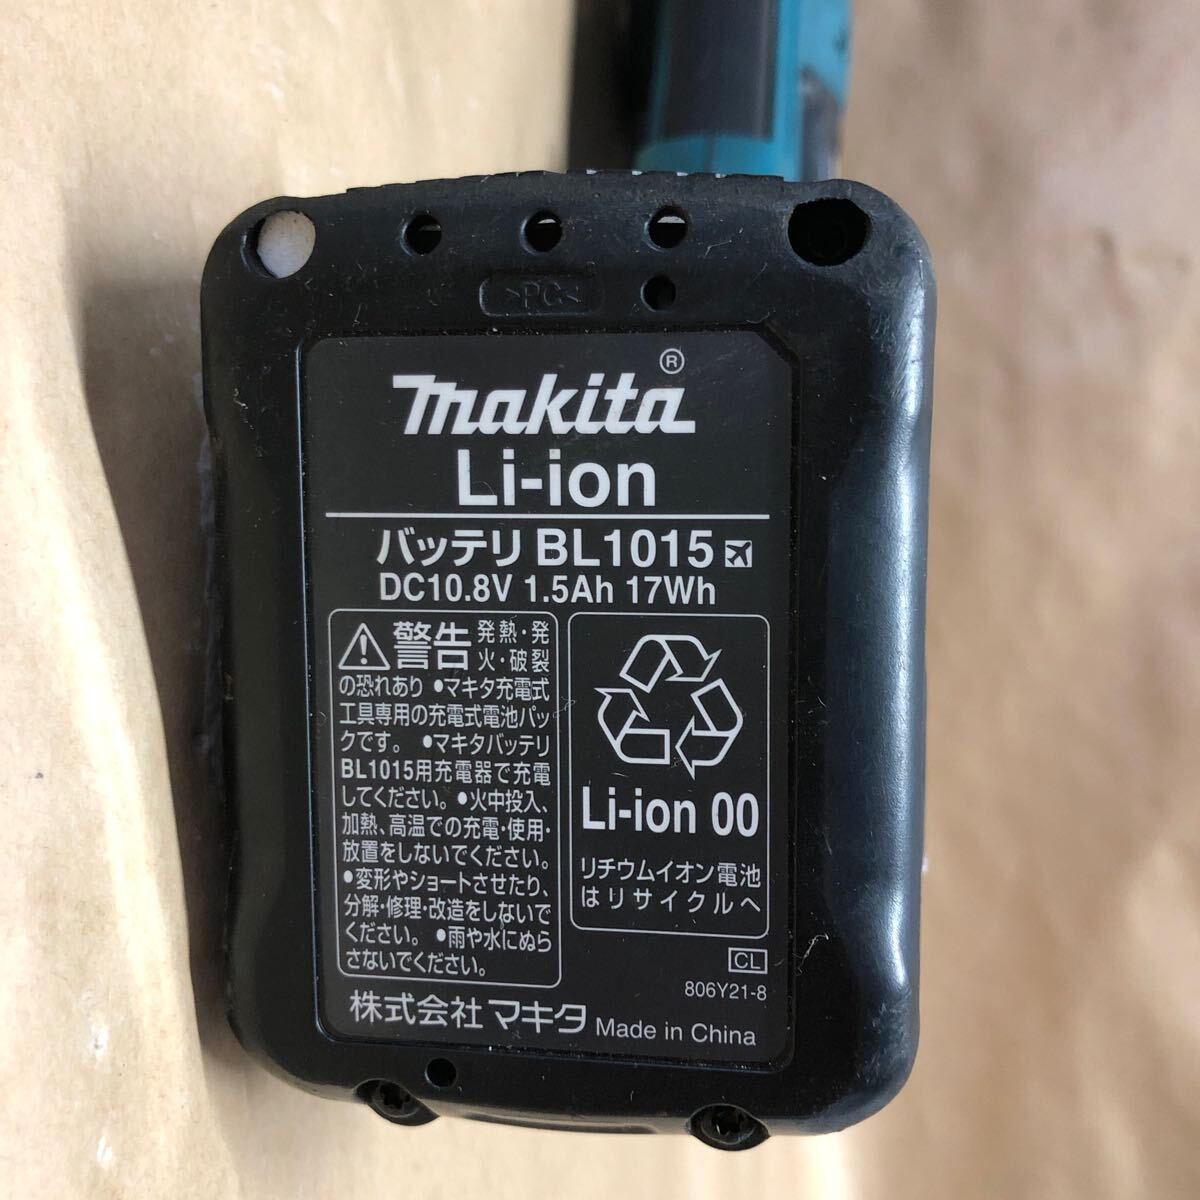 >PC<
makita®
Li-ion
バッテリ BL1015
DC10.8V 1.5Ah 17Wh
警告 発熱・発
火・破裂
の恐れあり •マキタ充電式
工具専用の充電式電池パッ
クです。 •マキタバッテリ
BL1015用充電器で充電
してください。•火中投入、
加熱、高温での充電・使用・
放置をしないでください。
•変形やショートさせたり、
分解・修理・改造をしないで
ください。 •雨や水にぬら
さないでください。
Li-ion 00
リチウムイオン電池
はリサイクルへ
CL
806Y21-8
株式会社 マキタ Made in China